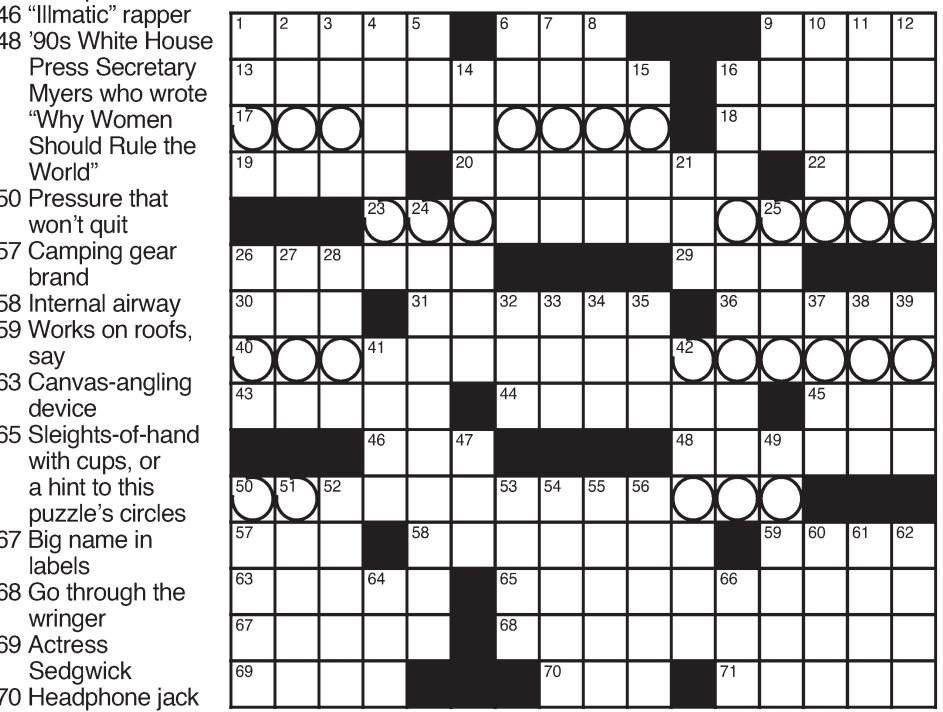 46 “Illmatic” rapper
48 ’90s White House
Press Secretary
Myers who wrote
“Why Women
Should Rule the
World”
50 Pressure that
won’t quit
57 Camping gear
brand
58 Internal airway
59 Works on roofs,
say
63 Canvas-angling
device
65 Sleights-of-hand
with cups, or
a hint to this
puzzle’s circles
67 Big name in
labels
68 Go through the
wringer
69 Actress
Sedgwick
70 Headphone jack
1 2 3 4 5 6 7 8 9 10 11 12
13 14 15 16
17 18
19 20 21 22
23 24 25
26 27 28 29
30 31 32 33 34 35 36 37 38 39
40 41 42
43 44 45
46 47 48 49
50 51 52 53 54 55 56
57 58 59 60 61 62
63 64 65 66
67 68
69 70 71